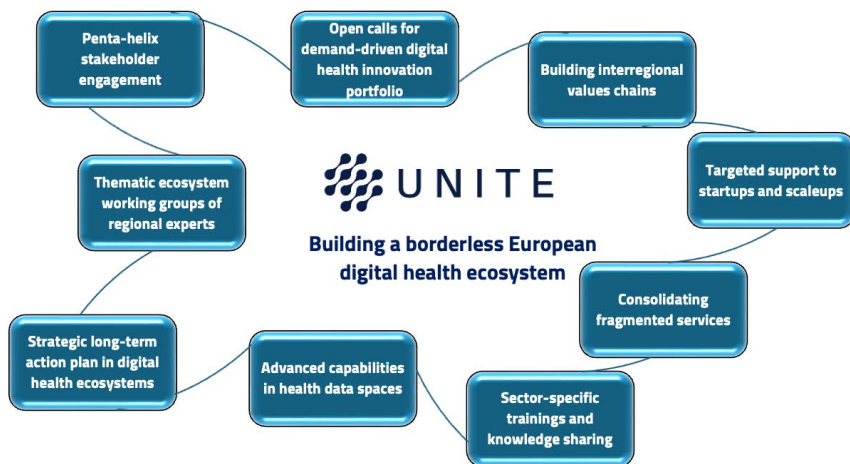 Penta-helix
stakeholder
engagement
Open calls for
demand-driven digital
health innovation
portfolio
Building interregional
values chains
Targeted support to
startups and scaleups
Consolidating
fragmented services
Sector-specific
trainings and
knowledge sharing
Advanced capabilities
in health data spaces
Strategic long-term
action plan in digital
health ecosystems
Thematic ecosystem
working groups of
regional experts
UNITE
Building a borderless European
digital health ecosystem